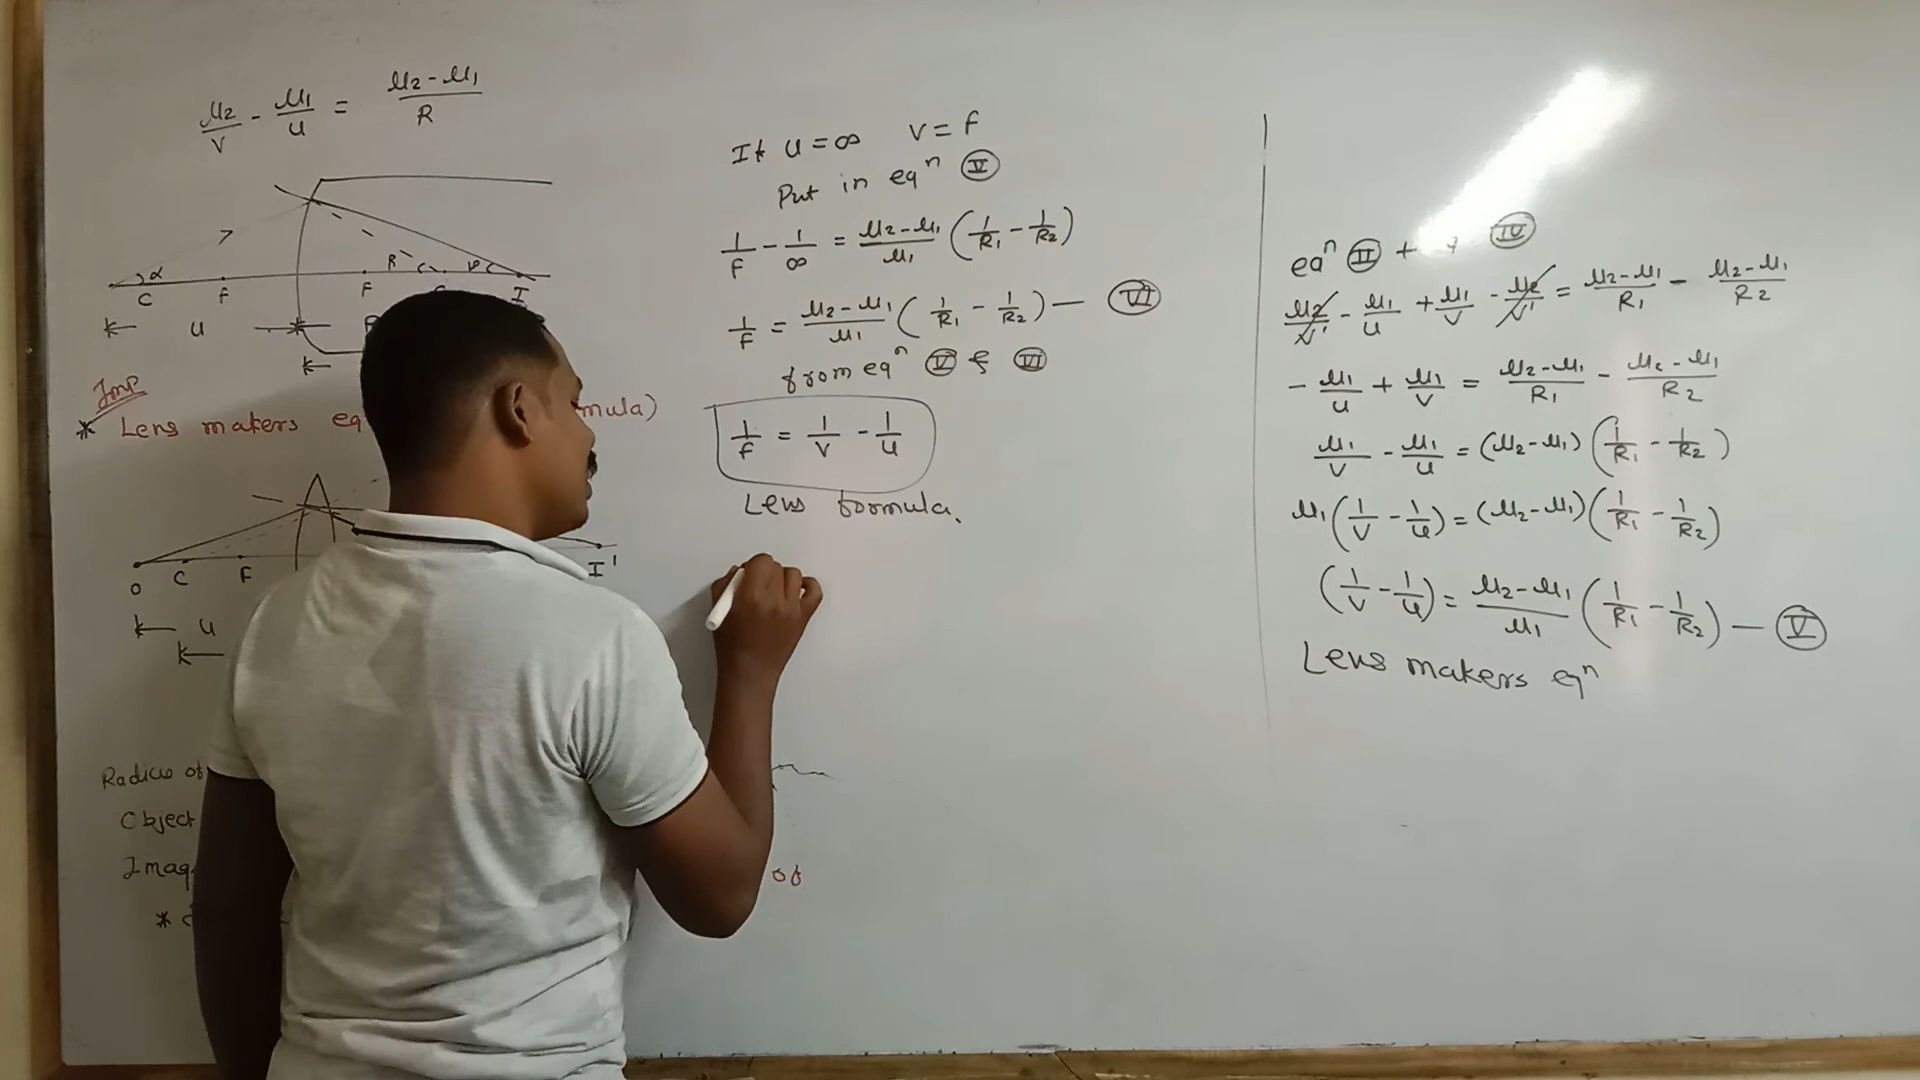 μ2/v - μ1/u = μ2-μ1/R
α
R
C F F I
u
Imp
* Lens makers eq mula)
O C F I'
u
Radius of
Object
*
If u = ∞ v = f
Put in eqⁿ Ⅴ
1/f - 1/∞ = μ2-μ1/μ1 (1/R1 - 1/R2)
1/f = μ2-μ1/μ1 (1/R1 - 1/R2) — Ⅵ
from eqⁿ Ⅴ & Ⅵ
1/f = 1/v - 1/u
Lens formula.
of
eqⁿ Ⅱ + Ⅳ
μ2/v' - μ1/u + μ1/v - μ2/v' = μ2-μ1/R1 - μ2-μ1/R2
- μ1/u + μ1/v = μ2-μ1/R1 - μ2-μ1/R2
μ1/v - μ1/u = (μ2-μ1) (1/R1 - 1/R2)
μ1 (1/v - 1/u) = (μ2-μ1) (1/R1 - 1/R2)
(1/v - 1/u) = μ2-μ1/μ1 (1/R1 - 1/R2) — Ⅴ
Lens makers eqⁿ